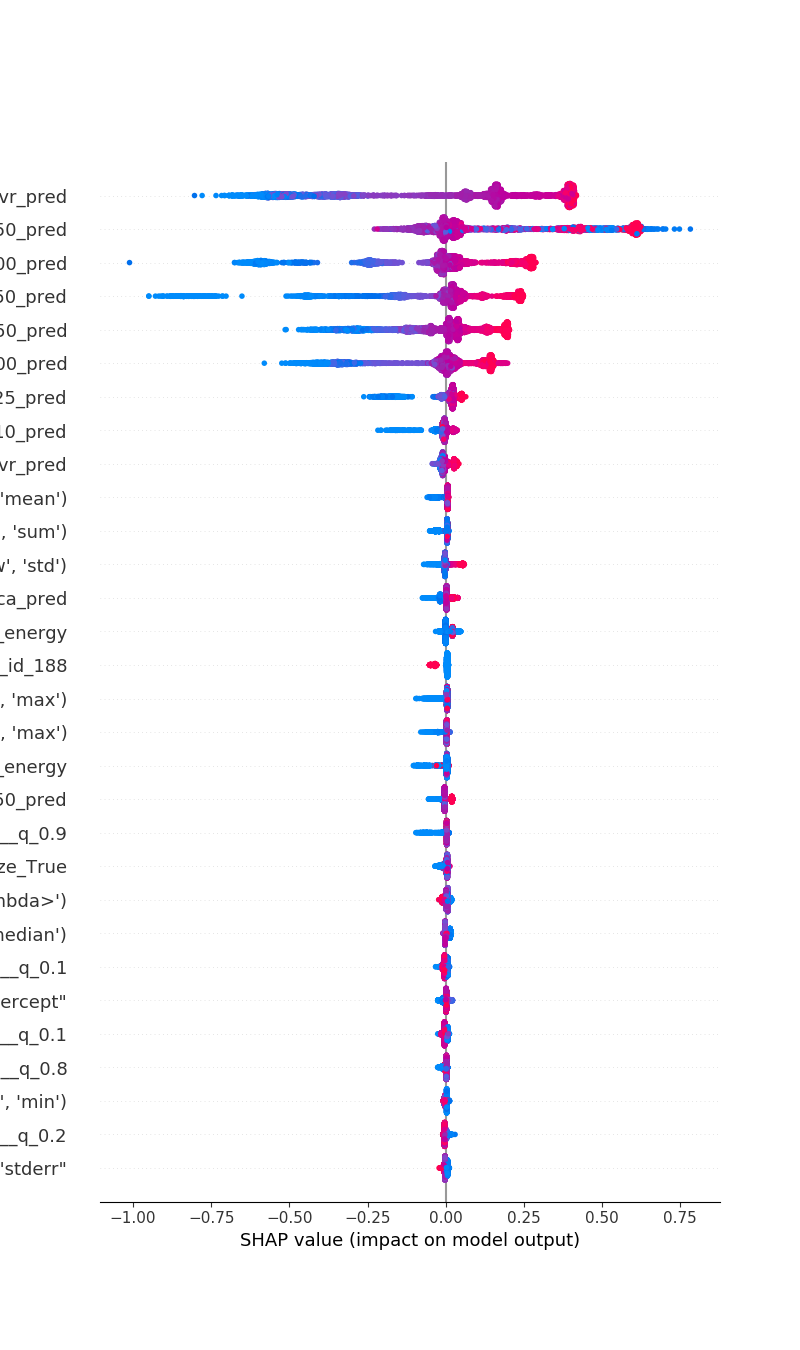 vr_pred
50_pred
00_pred
50_pred
50_pred
00_pred
25_pred
10_pred
vr_pred
'mean')
, 'sum')
v', 'std')
ca_pred
_energy
_id_188
, 'max')
, 'max')
_energy
50_pred
__q_0.9
ze_True
nbda>')
nedian')
__q_0.1
ercept"
__q_0.1
__q_0.8
', 'min')
__q_0.2
"stderr"
−1.00 −0.75 −0.50 −0.25 0.00 0.25 0.50 0.75
SHAP value (impact on model output)